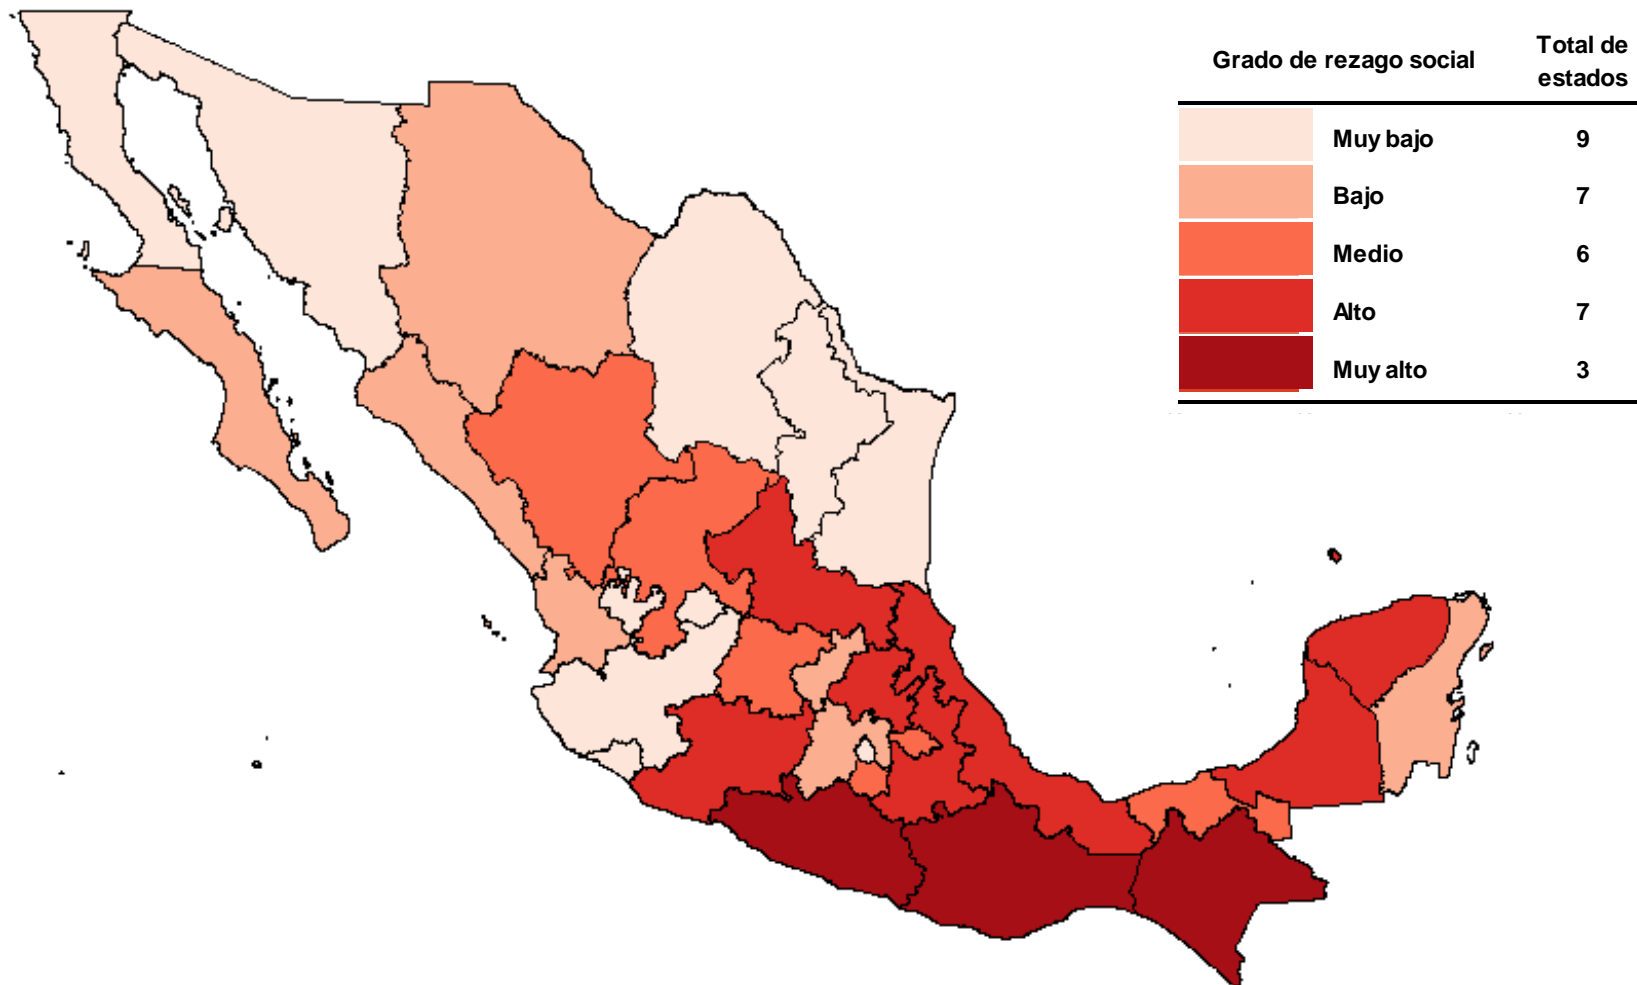 Grado de rezago social
Total de
estados
Muy bajo 9
Bajo 7
Medio 6
Alto 7
Muy alto 3